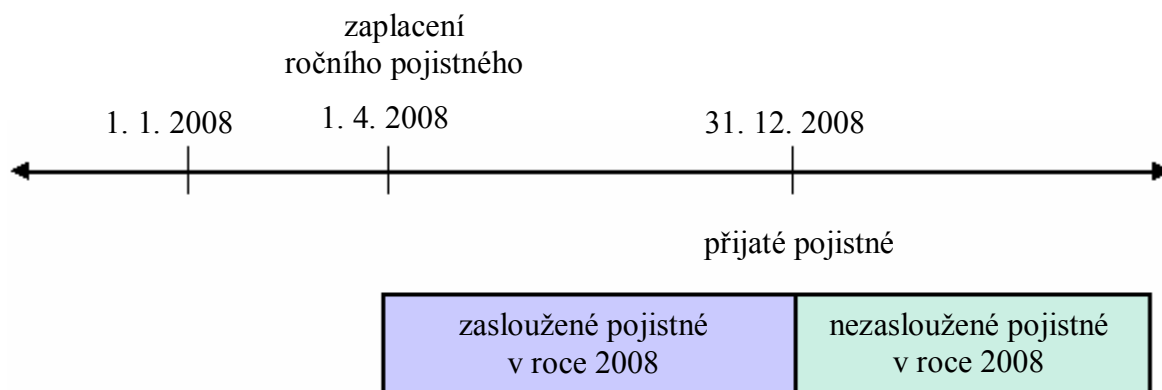 zaplacení
ročního pojistného
1. 1. 2008
1. 4. 2008
31. 12. 2008
přijaté pojistné
zasloužené pojistné
v roce 2008
nezasloužené pojistné
v roce 2008